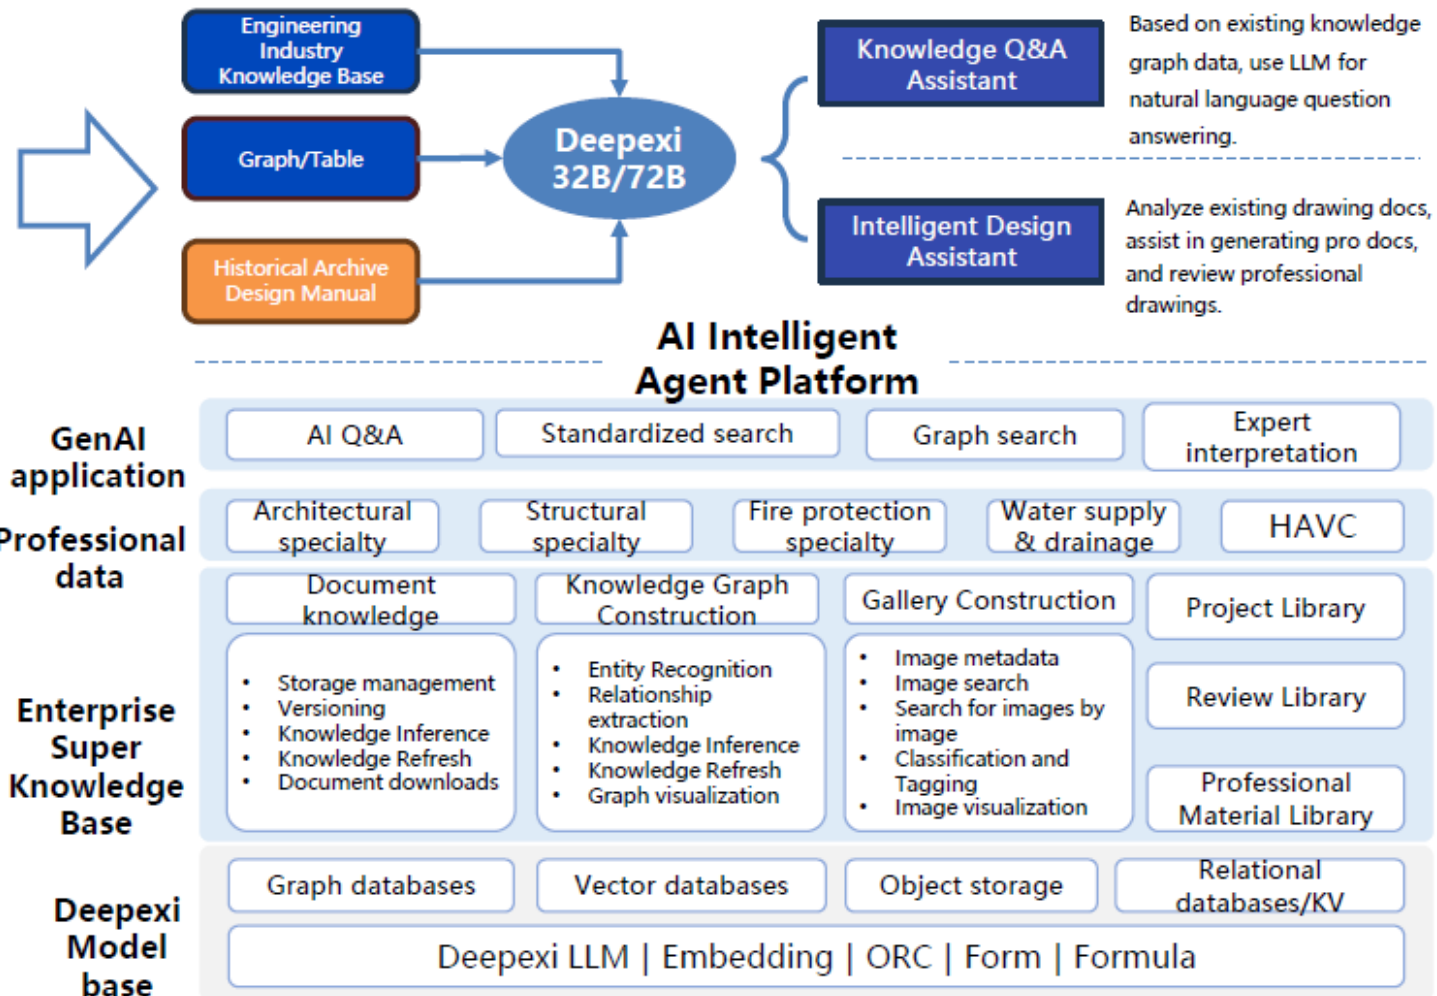 Engineering
Industry
Knowledge Base
Graph/Table
Historical Archive
Design Manual
Deepexi
32B/72B
Knowledge Q&A
Assistant
Based on existing knowledge
graph data, use LLM for
natural language question
answering.
Intelligent Design
Assistant
Analyze existing drawing docs,
assist in generating pro docs,
and review professional
drawings.
AI Intelligent
Agent Platform
GenAI
application
AI Q&A
Standardized search
Graph search
Expert
interpretation
Professional
data
Architectural
specialty
Structural
specialty
Fire protection
specialty
Water supply
& drainage
HAVC
Enterprise
Super
Knowledge
Base
Document
knowledge
• Storage management
• Versioning
• Knowledge Inference
• Knowledge Refresh
• Document downloads
Knowledge Graph
Construction
• Entity Recognition
• Relationship
extraction
• Knowledge Inference
• Knowledge Refresh
• Graph visualization
Gallery Construction
• Image metadata
• Image search
• Search for images by
image
• Classification and
Tagging
• Image visualization
Project Library
Review Library
Professional
Material Library
Deepexi
Model
base
Graph databases
Vector databases
Object storage
Relational
databases/KV
Deepexi LLM | Embedding | ORC | Form | Formula